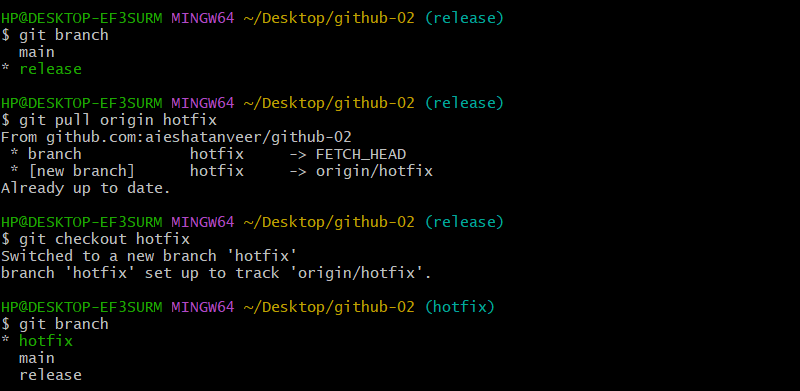 HP@DESKTOP-EF3SURM MINGW64 ~/Desktop/github-02 (release)
$ git branch
  main
* release

HP@DESKTOP-EF3SURM MINGW64 ~/Desktop/github-02 (release)
$ git pull origin hotfix
From github.com:aieshatanveer/github-02
 * branch            hotfix     -> FETCH_HEAD
 * [new branch]      hotfix     -> origin/hotfix
Already up to date.

HP@DESKTOP-EF3SURM MINGW64 ~/Desktop/github-02 (release)
$ git checkout hotfix
Switched to a new branch 'hotfix'
branch 'hotfix' set up to track 'origin/hotfix'.

HP@DESKTOP-EF3SURM MINGW64 ~/Desktop/github-02 (hotfix)
$ git branch
* hotfix
  main
  release